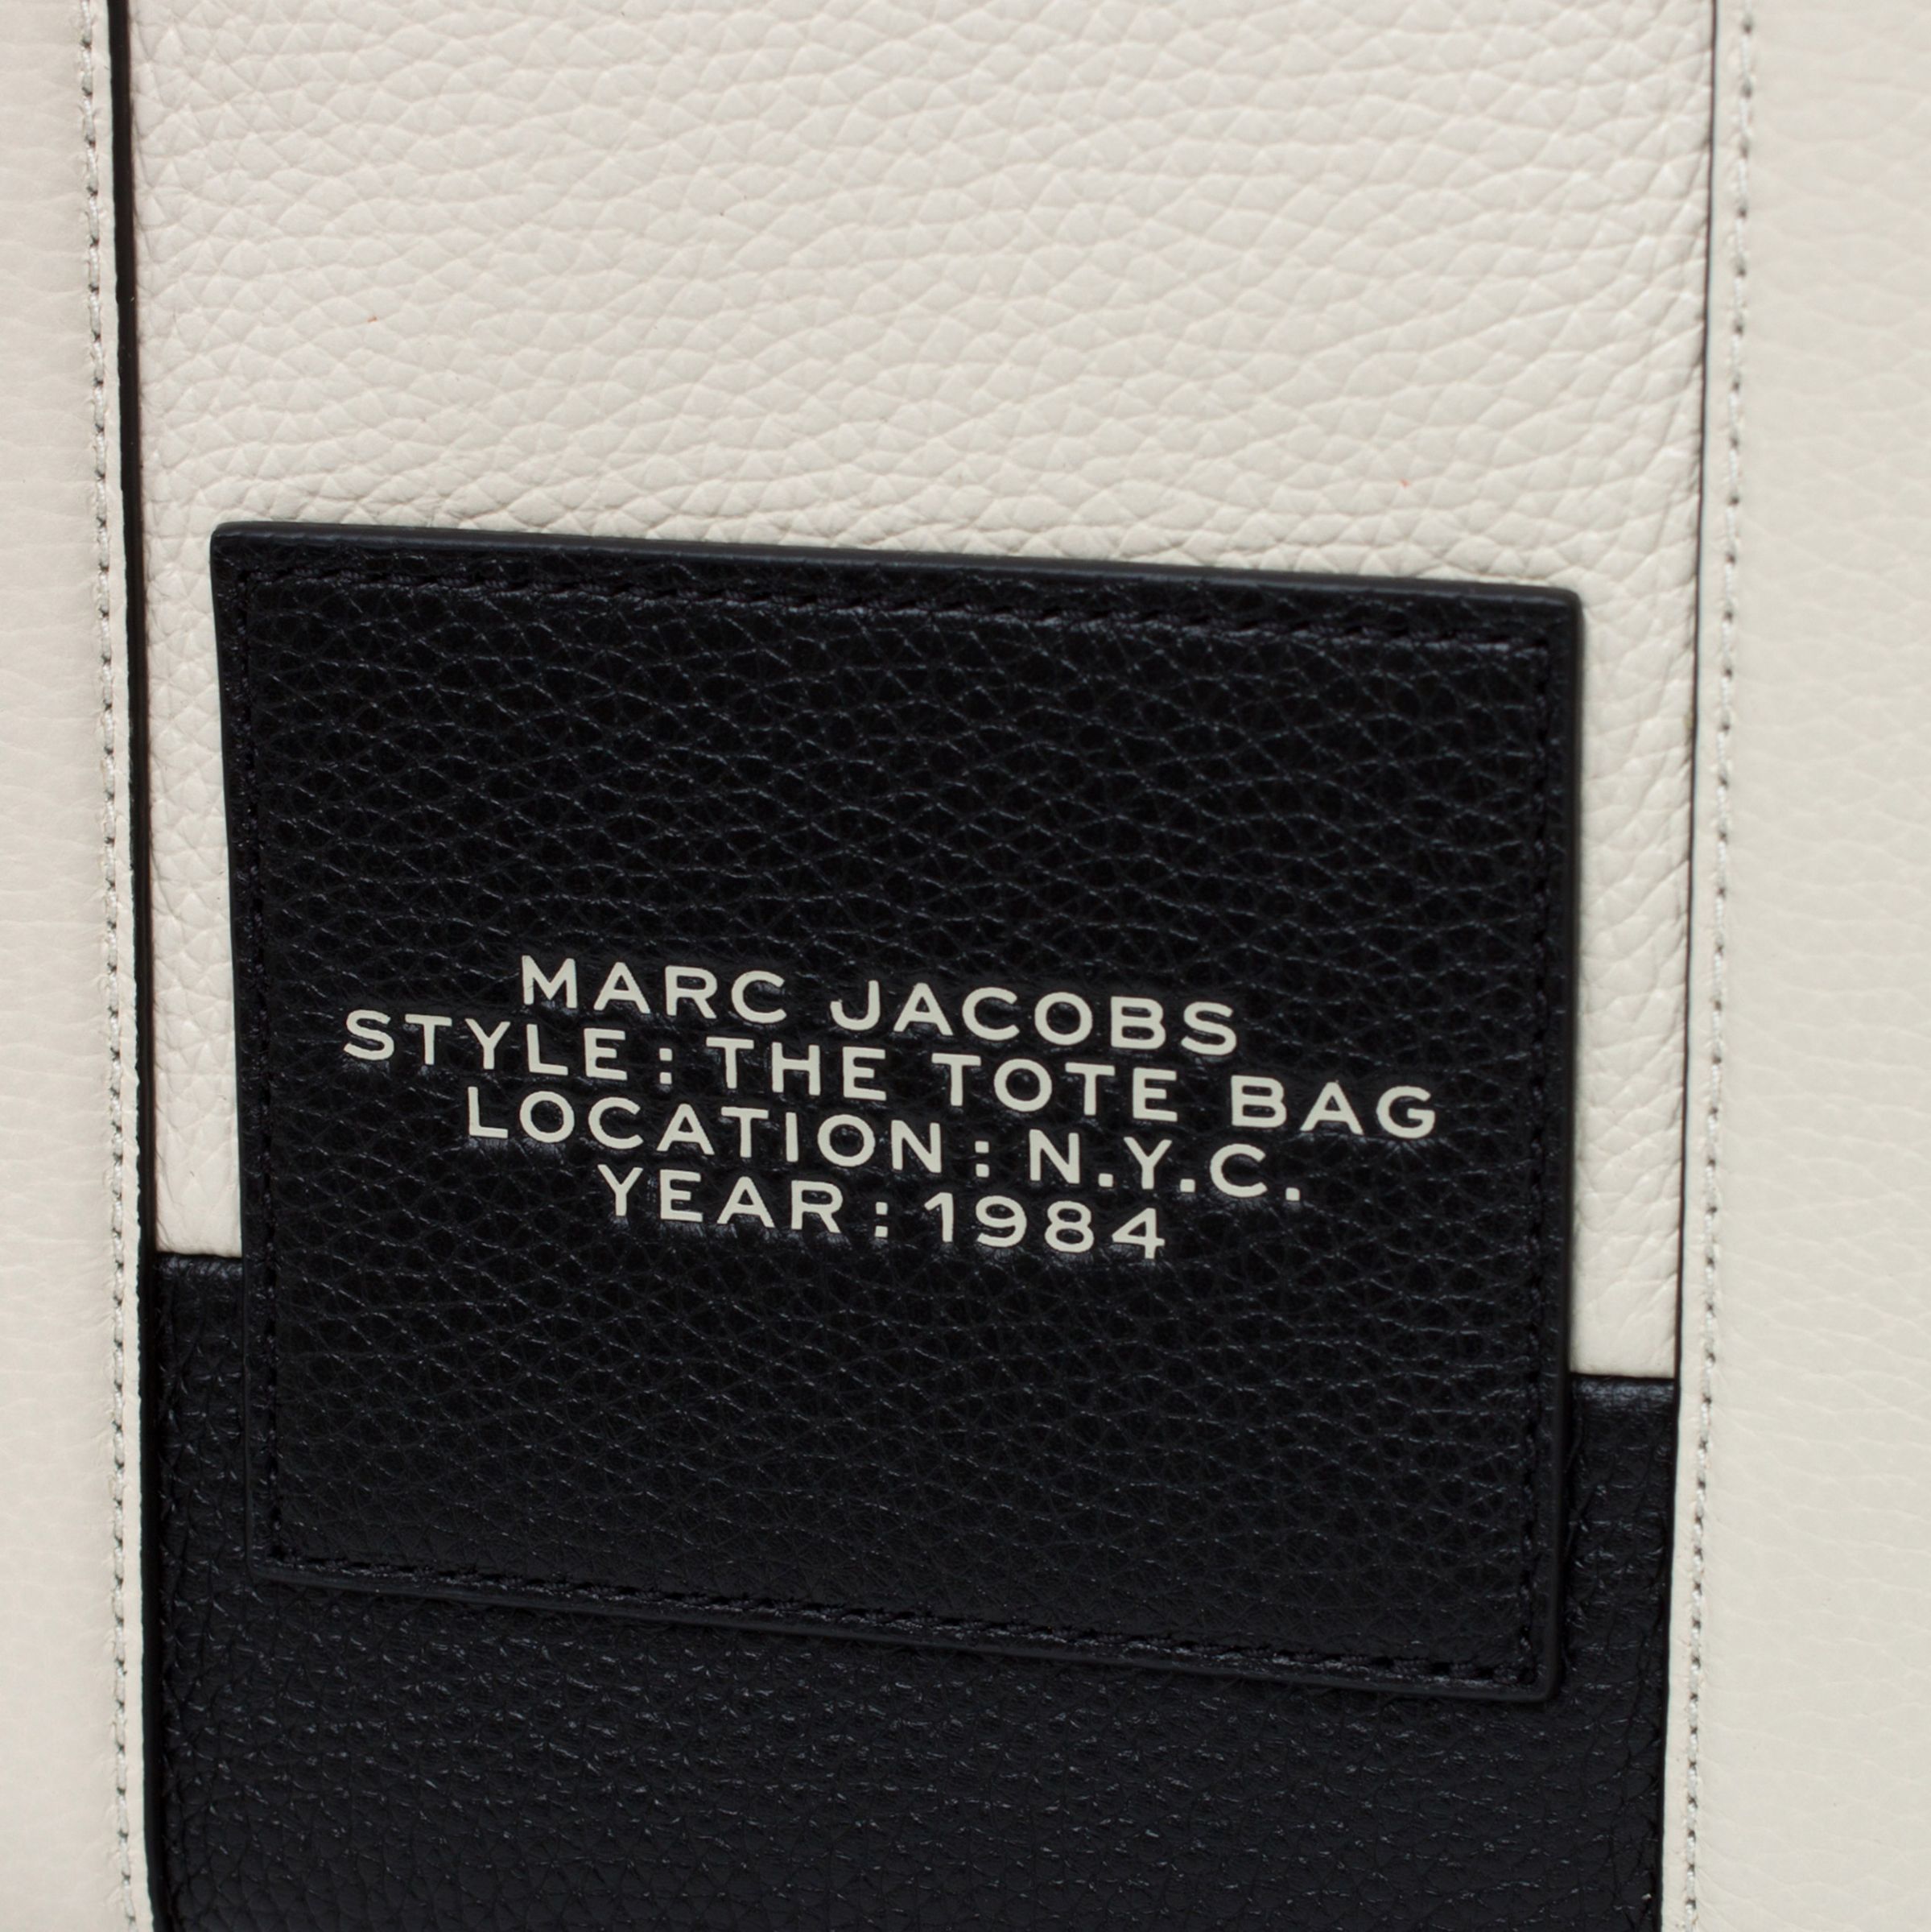 MARC JACOBS
STYLE: THE TOTE BAG
LOCATION: N.Y.C.
YEAR: 1984